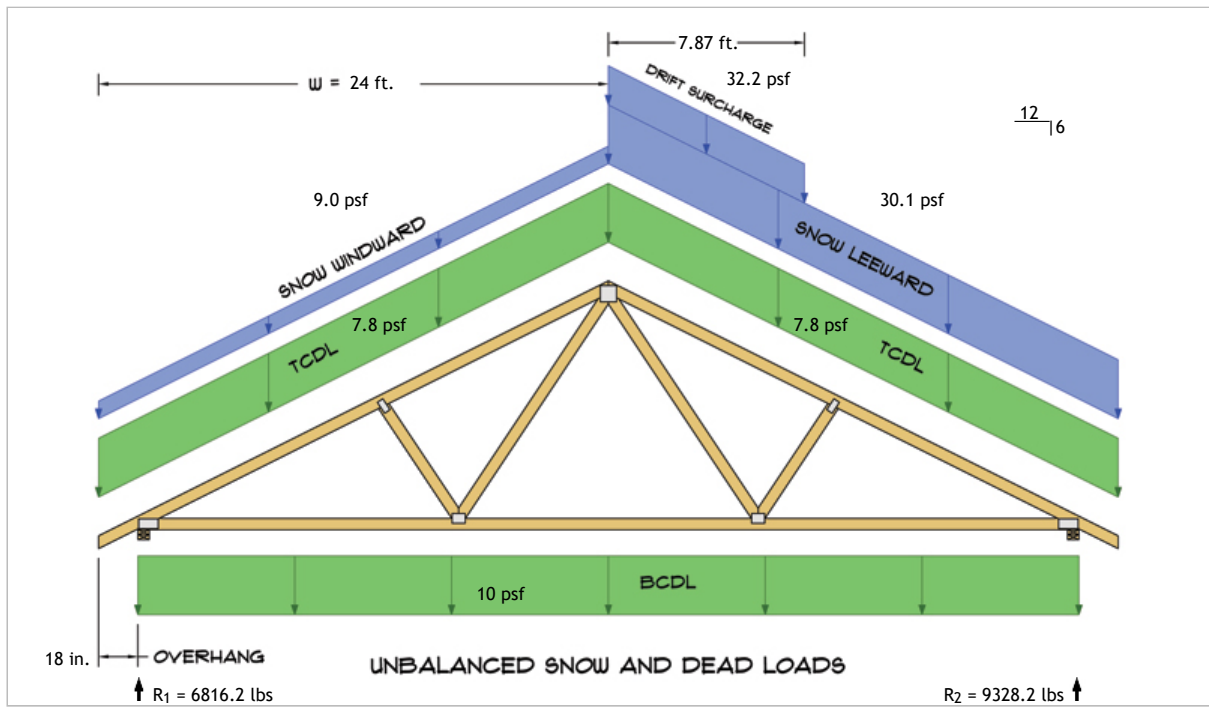 7.87 ft.
W = 24 ft.
DRIFT SURCHARGE
32.2 psf
12
6
9.0 psf
30.1 psf
SNOW WINDWARD
SNOW LEEWARD
7.8 psf
7.8 psf
TCDL
TCDL
10 psf
BCDL
18 in.
OVERHANG
UNBALANCED SNOW AND DEAD LOADS
R₁ = 6816.2 lbs
R₂ = 9328.2 lbs